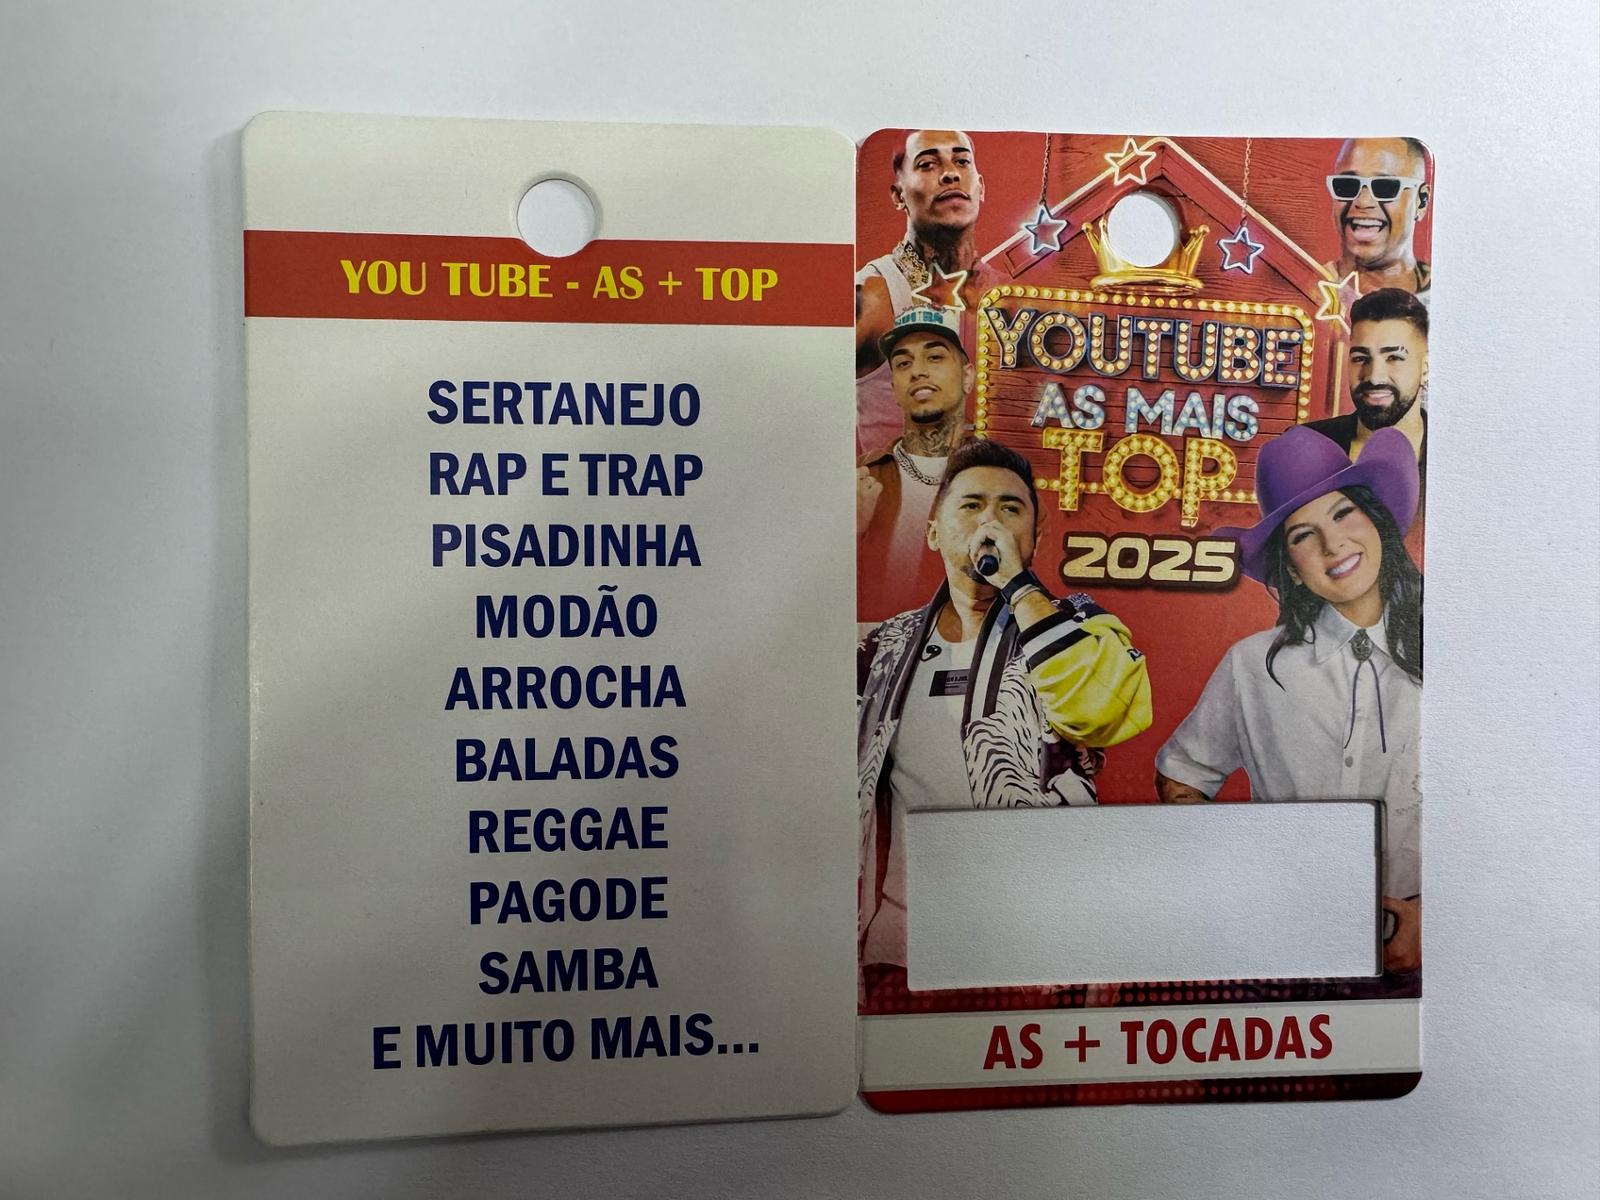 YOU TUBE - AS + TOP
SERTANEJO
RAP E TRAP
PISADINHA
MODÃO
ARROCHA
BALADAS
REGGAE
PAGODE
SAMBA
E MUITO MAIS...
YOUTUBE
AS MAIS
TOP
2025
AS + TOCADAS